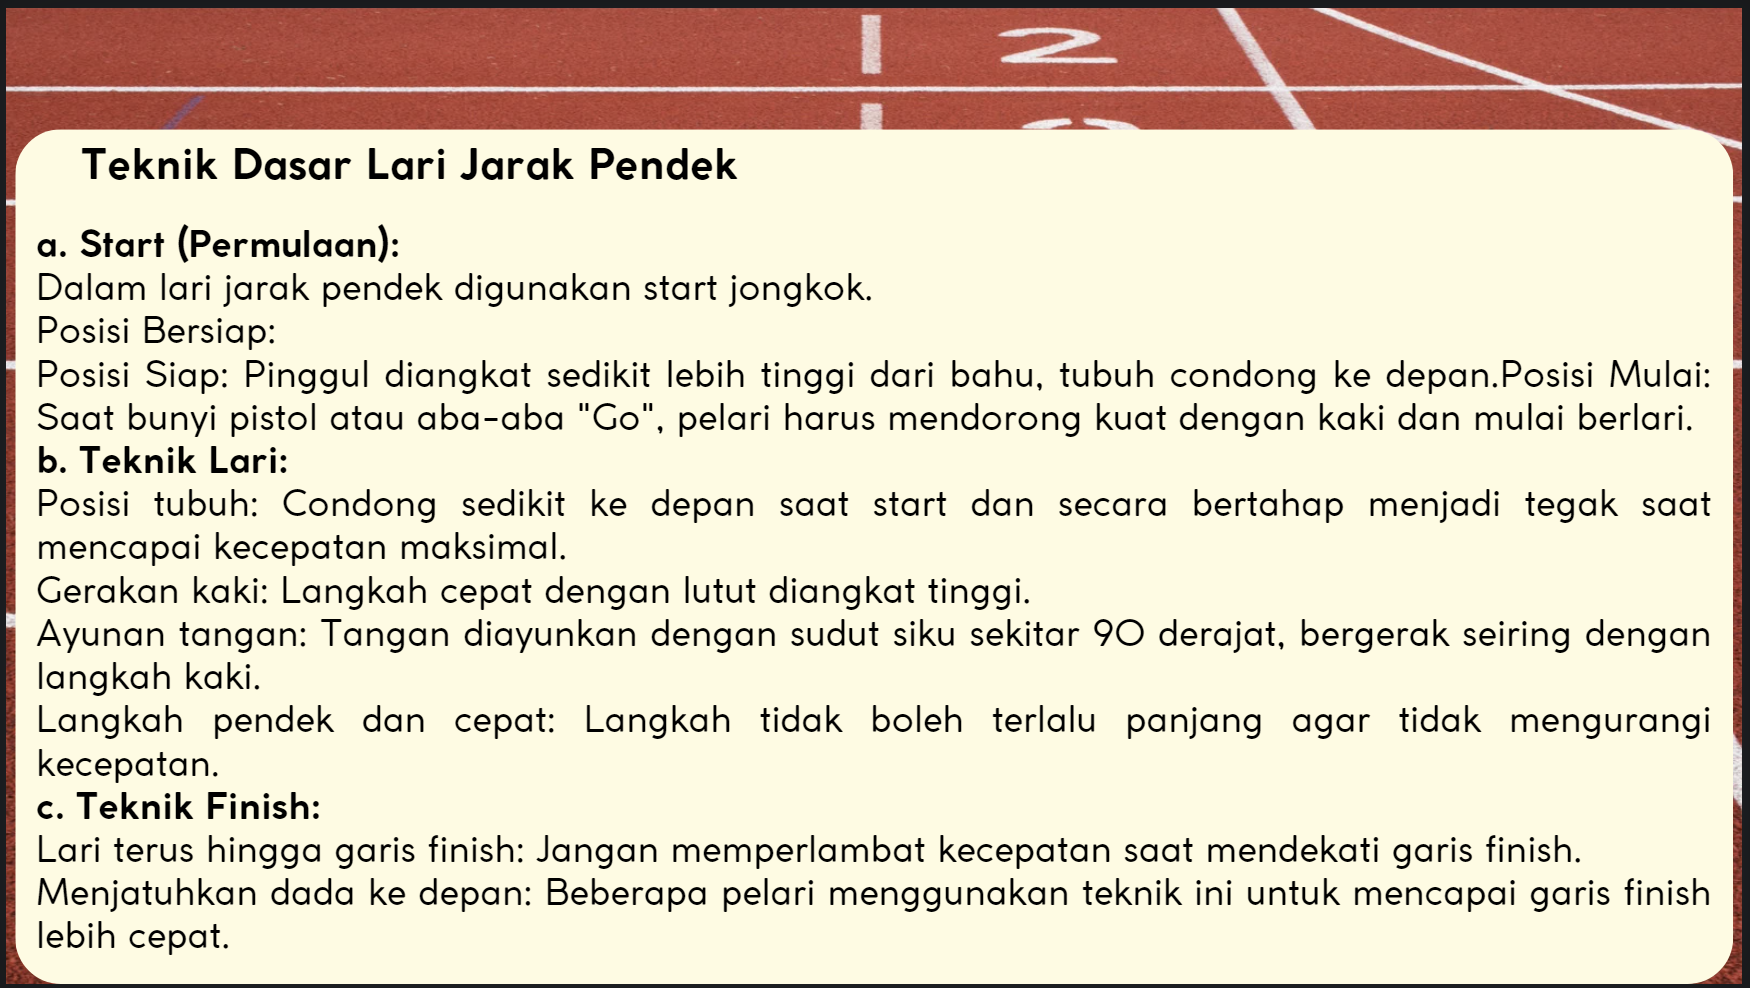 2
Teknik Dasar Lari Jarak Pendek
a. Start (Permulaan):
Dalam lari jarak pendek digunakan start jongkok.
Posisi Bersiap:
Posisi Siap: Pinggul diangkat sedikit lebih tinggi dari bahu, tubuh condong ke depan.Posisi Mulai:
Saat bunyi pistol atau aba-aba "Go", pelari harus mendorong kuat dengan kaki dan mulai berlari.
b. Teknik Lari:
Posisi tubuh: Condong sedikit ke depan saat start dan secara bertahap menjadi tegak saat
mencapai kecepatan maksimal.
Gerakan kaki: Langkah cepat dengan lutut diangkat tinggi.
Ayunan tangan: Tangan diayunkan dengan sudut siku sekitar 90 derajat, bergerak seiring dengan
langkah kaki.
Langkah pendek dan cepat: Langkah tidak boleh terlalu panjang agar tidak mengurangi
kecepatan.
c. Teknik Finish:
Lari terus hingga garis finish: Jangan memperlambat kecepatan saat mendekati garis finish.
Menjatuhkan dada ke depan: Beberapa pelari menggunakan teknik ini untuk mencapai garis finish
lebih cepat.